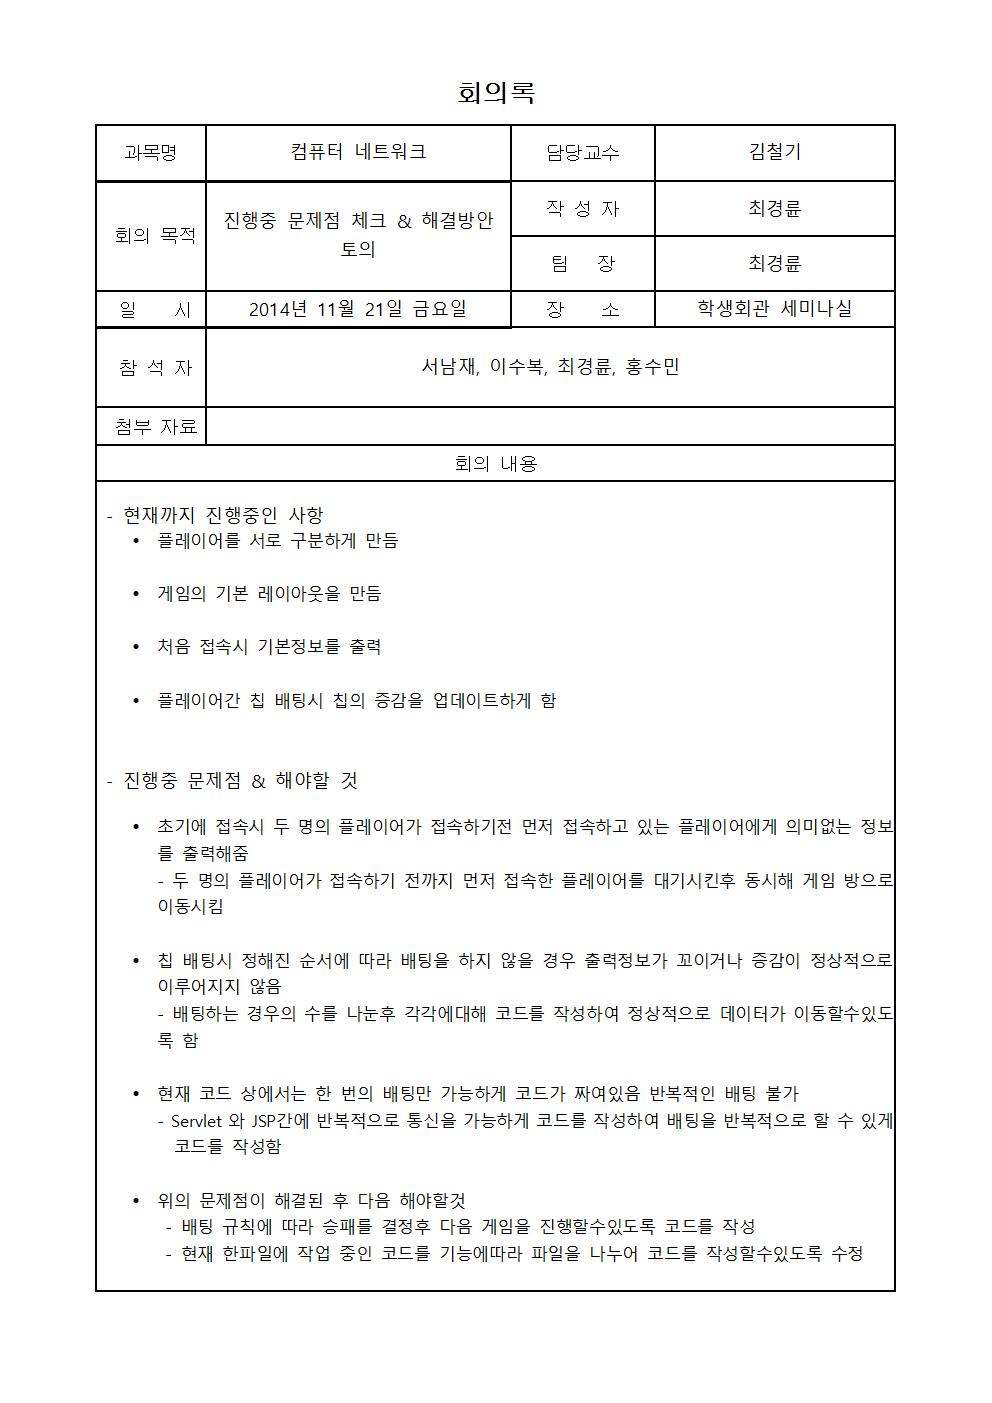 회의록
과목명 컴퓨터 네트워크 담당교수 김철기
회의 목적 진행중 문제점 체크 & 해결방안
토의
작 성 자 최경륜
팀 장 최경륜
일 시 2014년 11월 21일 금요일 장 소 학생회관 세미나실
참 석 자 서남재, 이수복, 최경륜, 홍수민
첨부 자료
회의 내용
- 현재까지 진행중인 사항
• 플레이어를 서로 구분하게 만듬
• 게임의 기본 레이아웃을 만듬
• 처음 접속시 기본정보를 출력
• 플레이어간 칩 배팅시 칩의 증감을 업데이트하게 함
- 진행중 문제점 & 해야할 것
• 초기에 접속시 두 명의 플레이어가 접속하기전 먼저 접속하고 있는 플레이어에게 의미없는 정보
를 출력해줌
- 두 명의 플레이어가 접속하기 전까지 먼저 접속한 플레이어를 대기시킨후 동시해 게임 방으로
이동시킴
• 칩 배팅시 정해진 순서에 따라 배팅을 하지 않을 경우 출력정보가 꼬이거나 증감이 정상적으로
이루어지지 않음
- 배팅하는 경우의 수를 나눈후 각각에대해 코드를 작성하여 정상적으로 데이터가 이동할수있도
록 함
• 현재 코드 상에서는 한 번의 배팅만 가능하게 코드가 짜여있음 반복적인 배팅 불가
- Servlet 와 JSP간에 반복적으로 통신을 가능하게 코드를 작성하여 배팅을 반복적으로 할 수 있게
코드를 작성함
• 위의 문제점이 해결된 후 다음 해야할것
- 배팅 규칙에 따라 승패를 결정후 다음 게임을 진행할수있도록 코드를 작성
- 현재 한파일에 작업 중인 코드를 기능에따라 파일을 나누어 코드를 작성할수있도록 수정